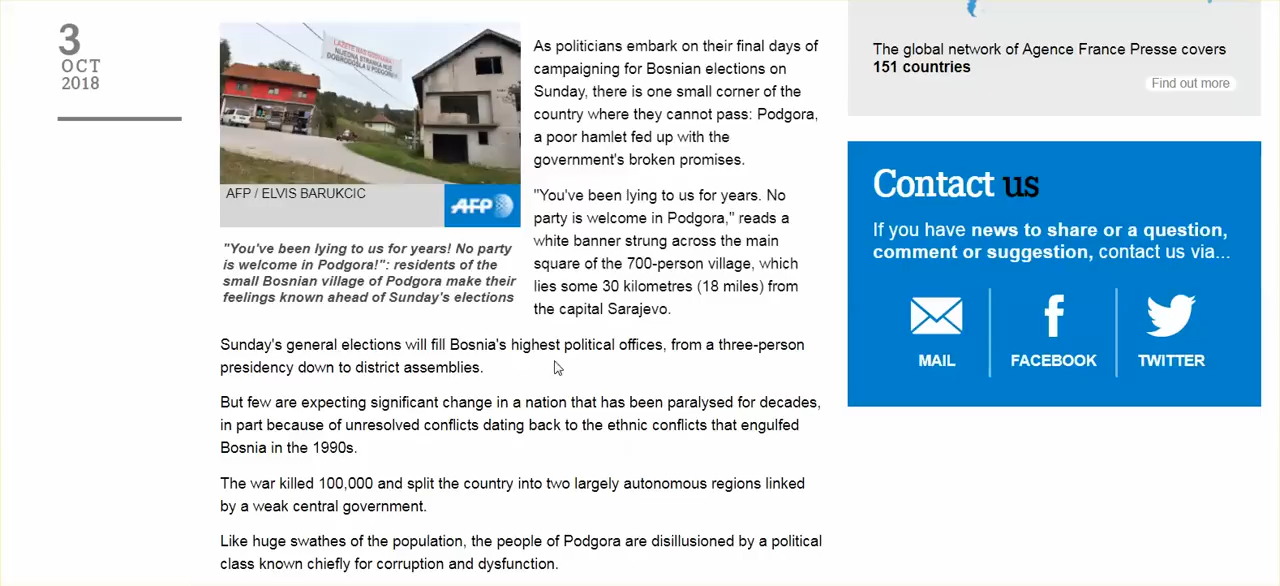 3
OCT
2018
LAŽETE NAS GODINAMA!
NIJEDNA STRANKA NIJE
DOBRODOŠLA U PODGORU!
AFP / ELVIS BARUKCIC
AFP
"You've been lying to us for years! No party
is welcome in Podgora!": residents of the
small Bosnian village of Podgora make their
feelings known ahead of Sunday's elections
As politicians embark on their final days of
campaigning for Bosnian elections on
Sunday, there is one small corner of the
country where they cannot pass: Podgora,
a poor hamlet fed up with the
government's broken promises.
"You've been lying to us for years. No
party is welcome in Podgora," reads a
white banner strung across the main
square of the 700-person village, which
lies some 30 kilometres (18 miles) from
the capital Sarajevo.
Sunday's general elections will fill Bosnia's highest political offices, from a three-person
presidency down to district assemblies.
But few are expecting significant change in a nation that has been paralysed for decades,
in part because of unresolved conflicts dating back to the ethnic conflicts that engulfed
Bosnia in the 1990s.
The war killed 100,000 and split the country into two largely autonomous regions linked
by a weak central government.
Like huge swathes of the population, the people of Podgora are disillusioned by a political
class known chiefly for corruption and dysfunction.
The global network of Agence France Presse covers
151 countries
Find out more
Contact us
If you have news to share or a question,
comment or suggestion, contact us via...
MAIL
FACEBOOK
TWITTER